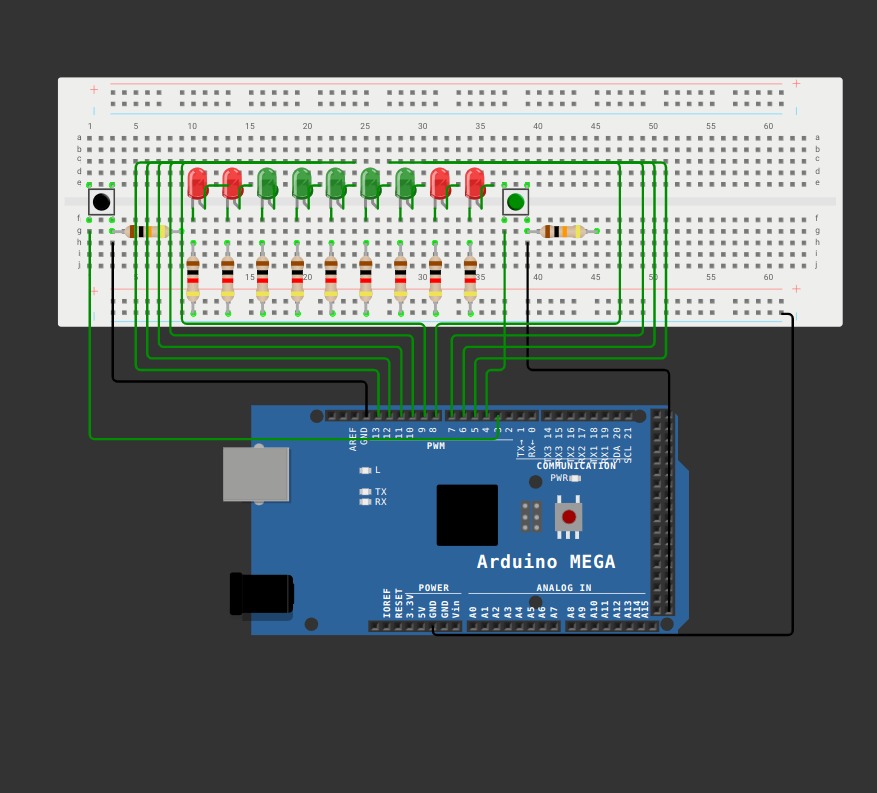 + +
1 5 10 15 20 25 30 35 40 45 50 55 60
a a
b b
c c
d d
e e
f f
g g
h h
i i
j j
15 20 25 30 35 40 45 50 55 60
+ +
AREF
GND
13
12
11
10
9
8
7
6
5
4
2
TX→ 1
RX← 0
TX3 14
RX3 15
TX2 16
RX2 17
TX1 18
RX1 19
SDA 20
SCL 21
PWM
COMMUNICATION
L
PWR
TX
RX
Arduino MEGA
POWER ANALOG IN
IOREF
RESET
3.3V
5V
GND
GND
Vin
A0
A1
A2
A3
A4
A5
A6
A7
A8
A9
A10
A11
A12
A13
A14
A15